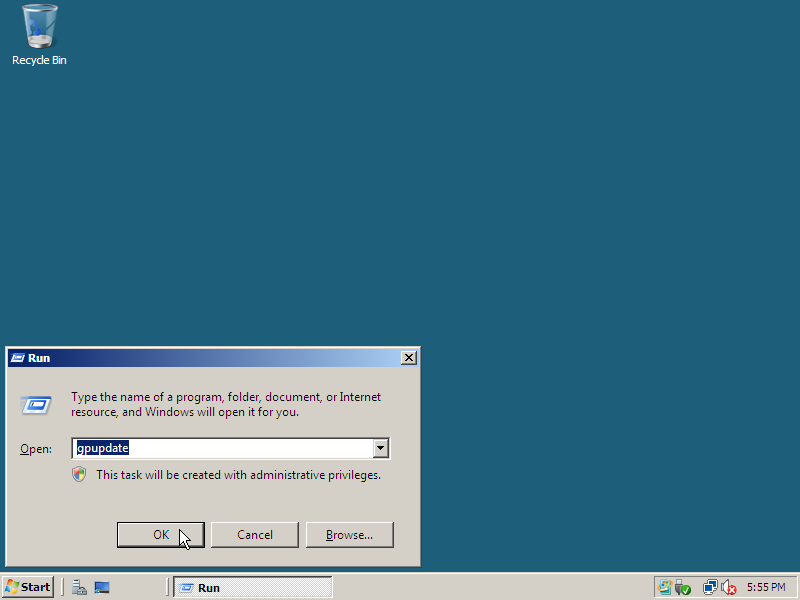 Recycle Bin
Run
Type the name of a program, folder, document, or Internet
resource, and Windows will open it for you.
Open:
gpupdate
This task will be created with administrative privileges.
OK
Cancel
Browse...
Start
Run
5:55 PM